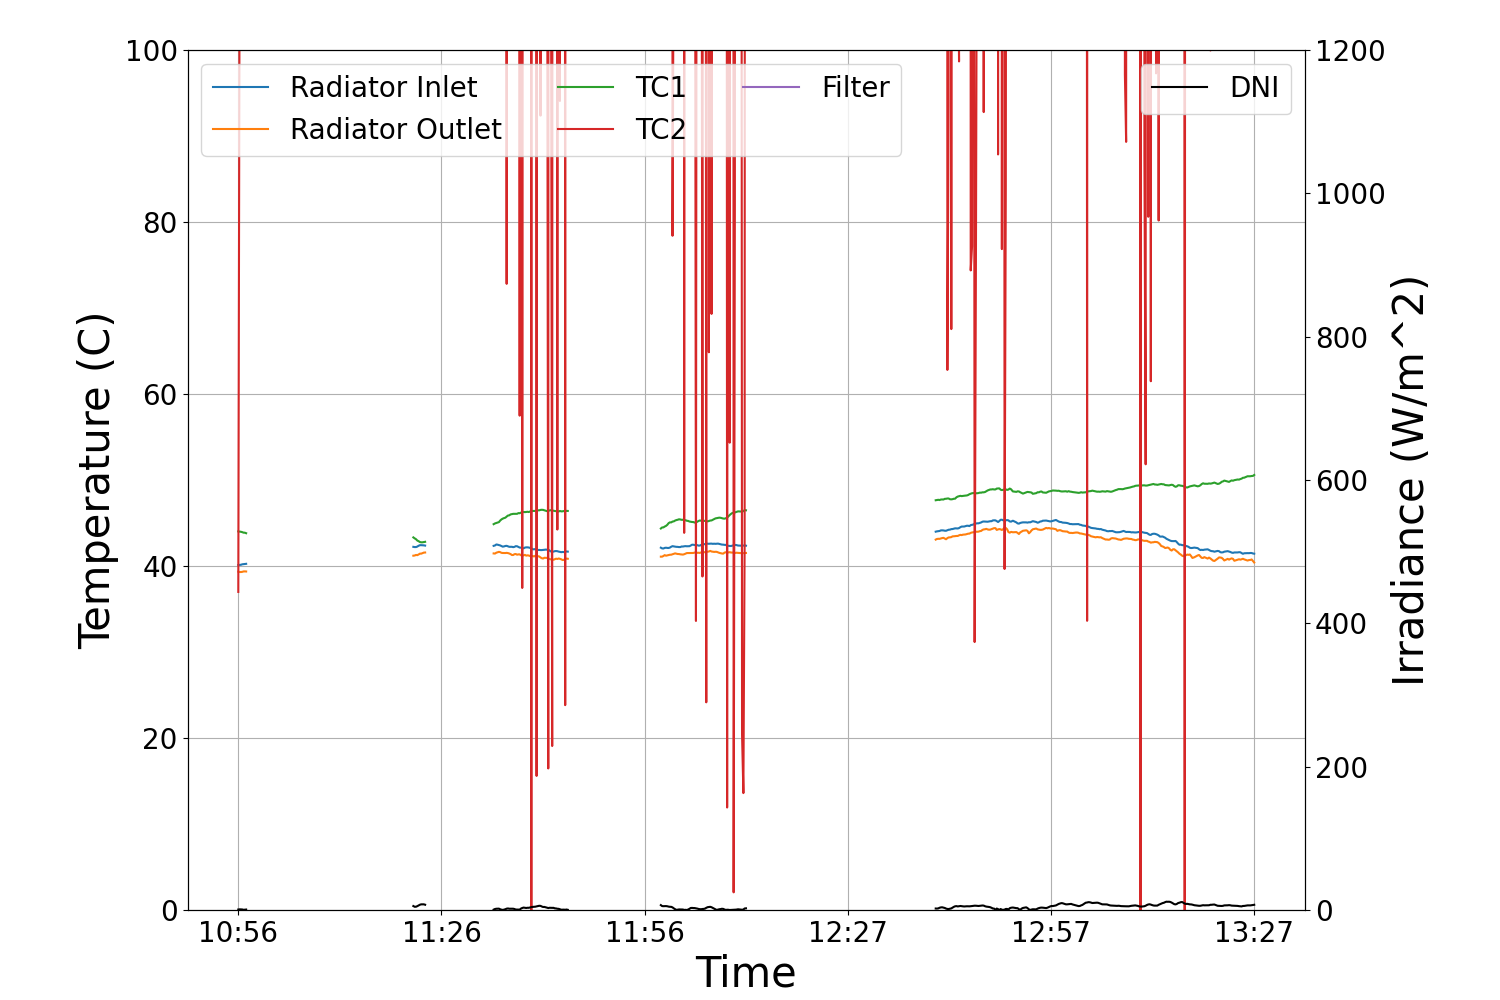 Radiator Inlet
Radiator Outlet
TC1
TC2
Filter
DNI
Temperature (C)
100
80
60
40
20
0
Irradiance (W/m^2)
1200
1000
800
600
400
200
0
10:56
11:26
11:56
12:27
12:57
13:27
Time